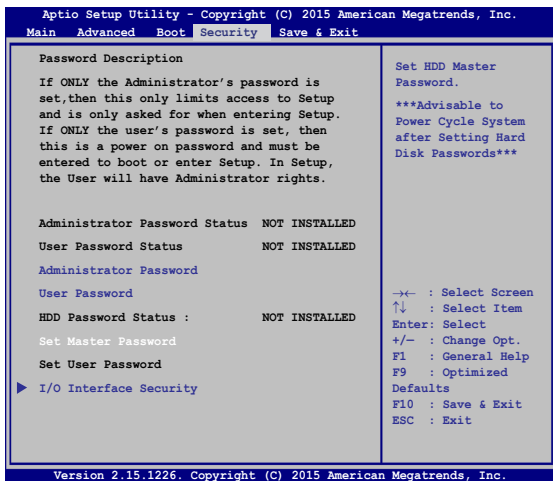 Aptio Setup Utility - Copyright (C) 2015 American Megatrends, Inc.
Main Advanced Boot Security Save & Exit
Password Description
If ONLY the Administrator's password is
set,then this only limits access to Setup
and is only asked for when entering Setup.
If ONLY the user's password is set, then
this is a power on password and must be
entered to boot or enter Setup. In Setup,
the User will have Administrator rights.
Administrator Password Status NOT INSTALLED
User Password Status NOT INSTALLED
Administrator Password
User Password
HDD Password Status : NOT INSTALLED
Set Master Password
Set User Password
I/O Interface Security
Set HDD Master
Password.
***Advisable to
Power Cycle System
after Setting Hard
Disk Passwords***
→← : Select Screen
↑↓ : Select Item
Enter: Select
+/— : Change Opt.
F1 : General Help
F9 : Optimized
Defaults
F10 : Save & Exit
ESC : Exit
Version 2.15.1226. Copyright (C) 2015 American Megatrends, Inc.